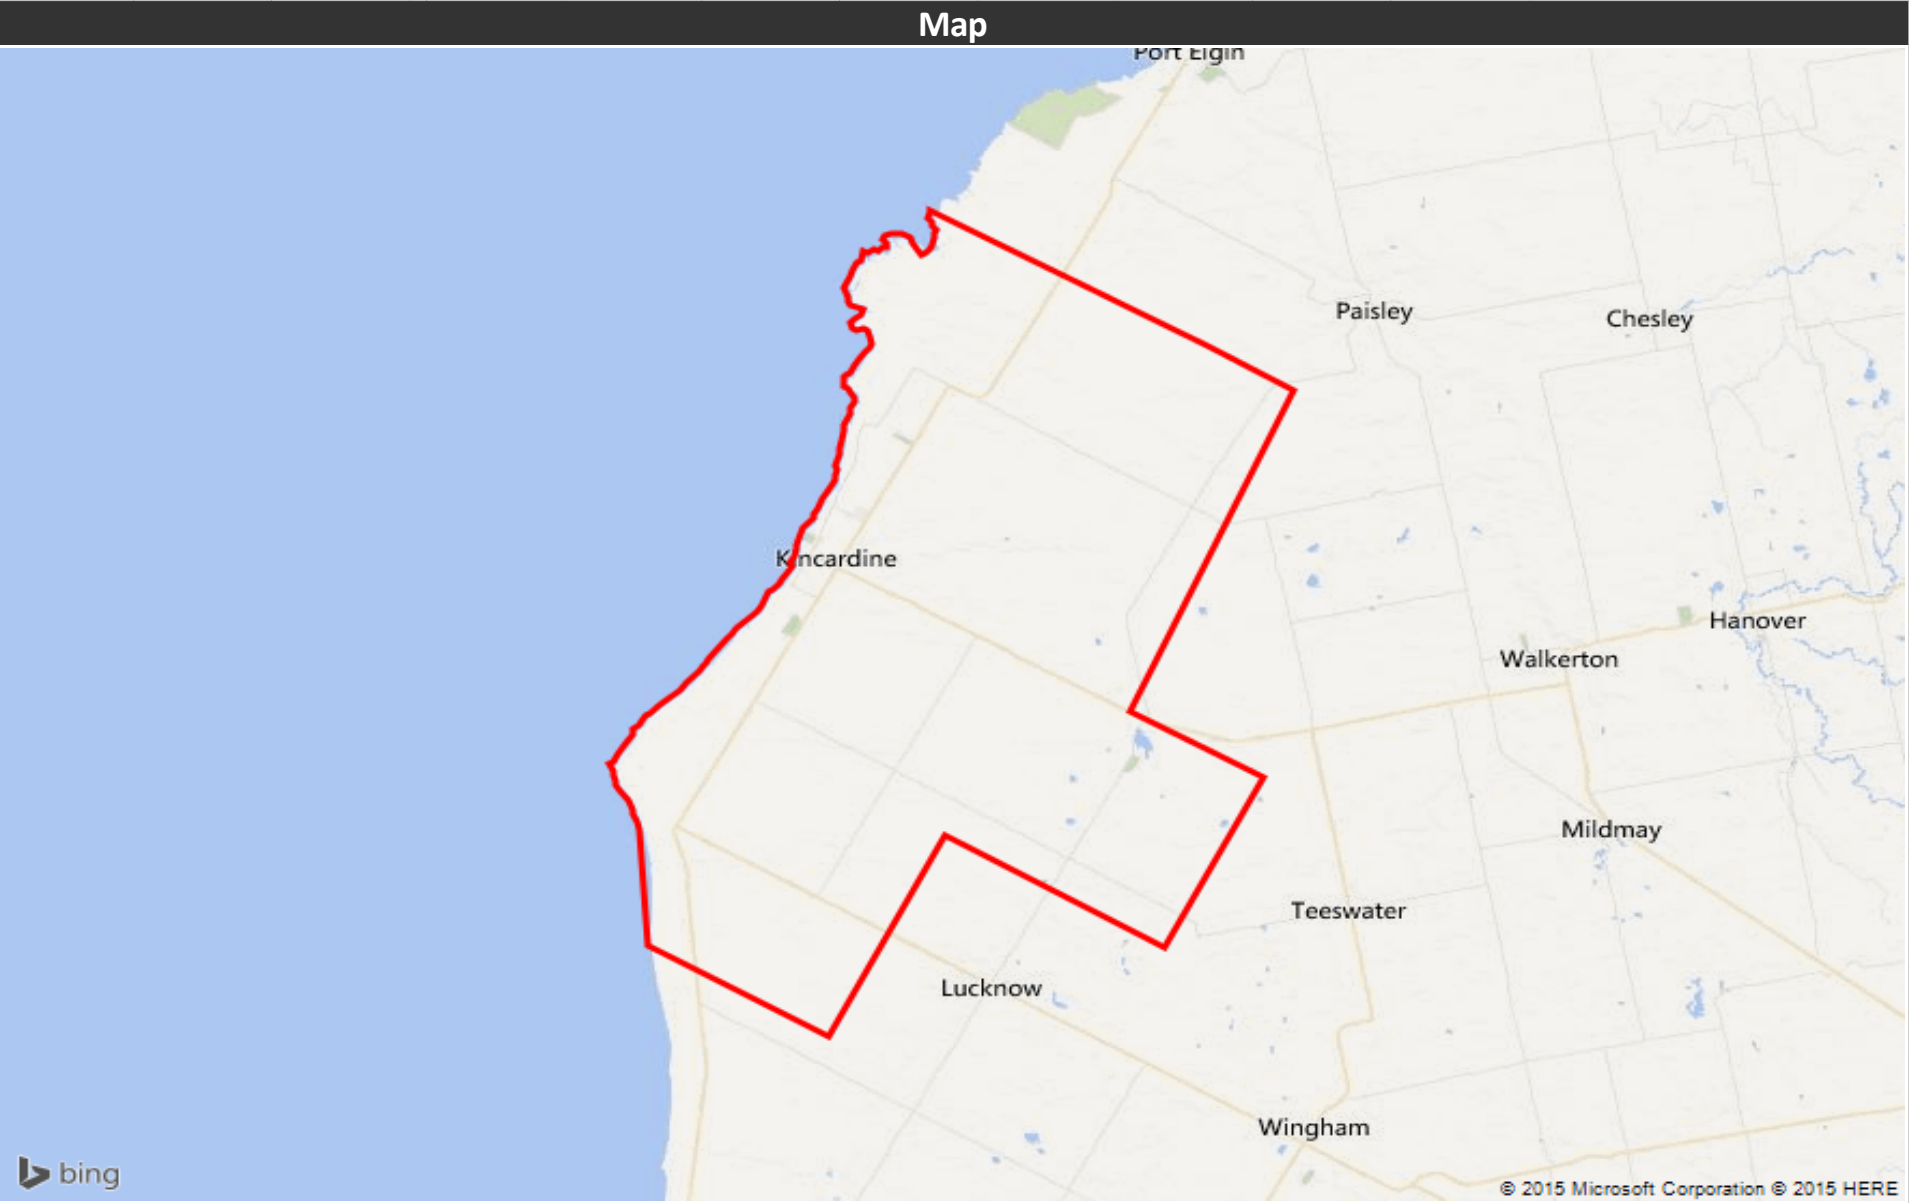 Map
Port Elgin
Paisley
Chesley
Kincardine
Hanover
Walkerton
Mildmay
Teeswater
Lucknow
Wingham
bing
© 2015 Microsoft Corporation © 2015 HERE